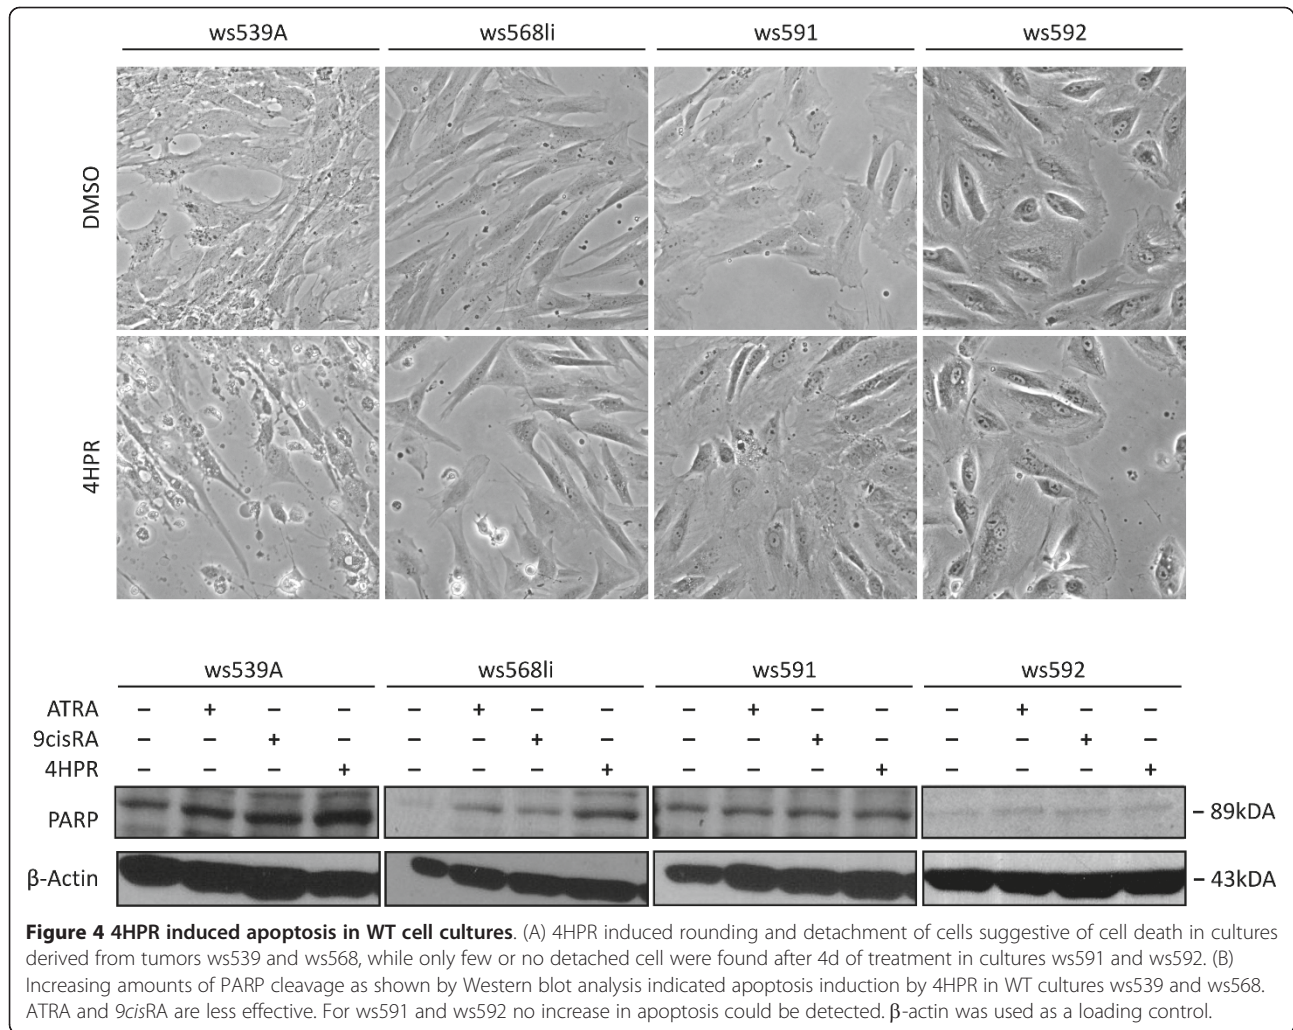 ws539A ws568li ws591 ws592
DMSO
4HPR
ws539A ws568li ws591 ws592
ATRA – + – – – + – – – + – – – + – –
9cisRA – – + – – – + – – – + – – – + –
4HPR – – – + – – – + – – – + – – – +
PARP – 89kDA
β-Actin – 43kDA
Figure 4 4HPR induced apoptosis in WT cell cultures. (A) 4HPR induced rounding and detachment of cells suggestive of cell death in cultures
derived from tumors ws539 and ws568, while only few or no detached cell were found after 4d of treatment in cultures ws591 and ws592. (B)
Increasing amounts of PARP cleavage as shown by Western blot analysis indicated apoptosis induction by 4HPR in WT cultures ws539 and ws568.
ATRA and 9cisRA are less effective. For ws591 and ws592 no increase in apoptosis could be detected. β-actin was used as a loading control.